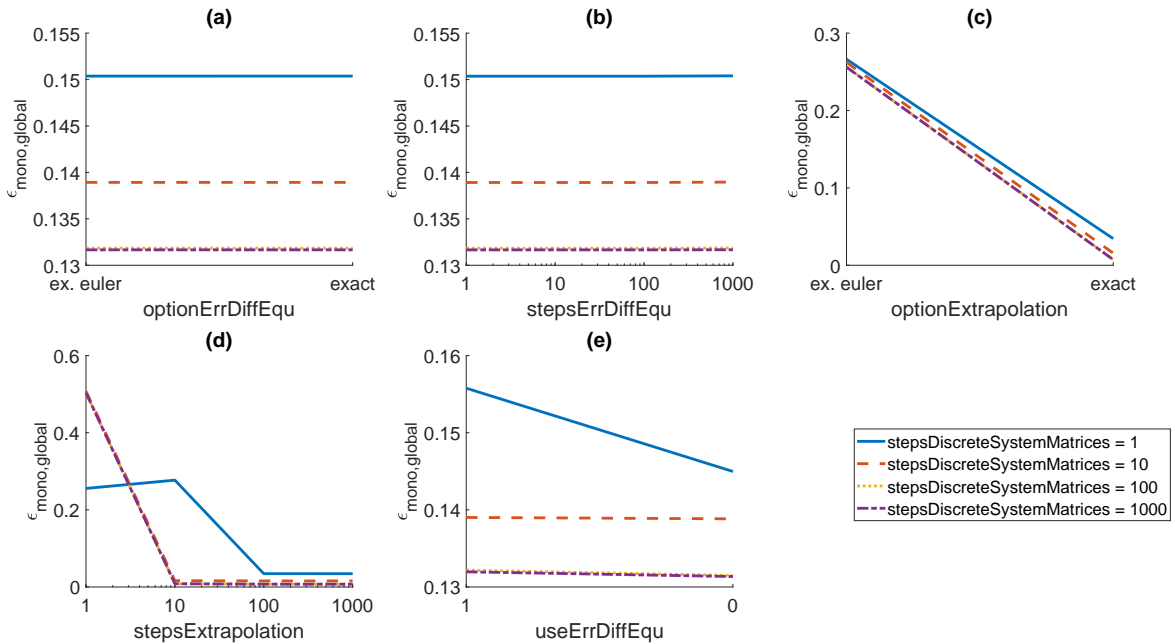 (a)
0.155
0.15
0.145
0.14
0.135
0.13
ϵmono,global
ex. euler
exact
optionErrDiffEqu
(b)
0.155
0.15
0.145
0.14
0.135
0.13
ϵmono,global
1
10
100
1000
stepsErrDiffEqu
(c)
0.3
0.2
0.1
0
ϵmono,global
ex. euler
exact
optionExtrapolation
(d)
0.6
0.4
0.2
0
ϵmono,global
1
10
100
1000
stepsExtrapolation
(e)
0.16
0.15
0.14
0.13
ϵmono,global
1
0
useErrDiffEqu
stepsDiscreteSystemMatrices = 1
stepsDiscreteSystemMatrices = 10
stepsDiscreteSystemMatrices = 100
stepsDiscreteSystemMatrices = 1000